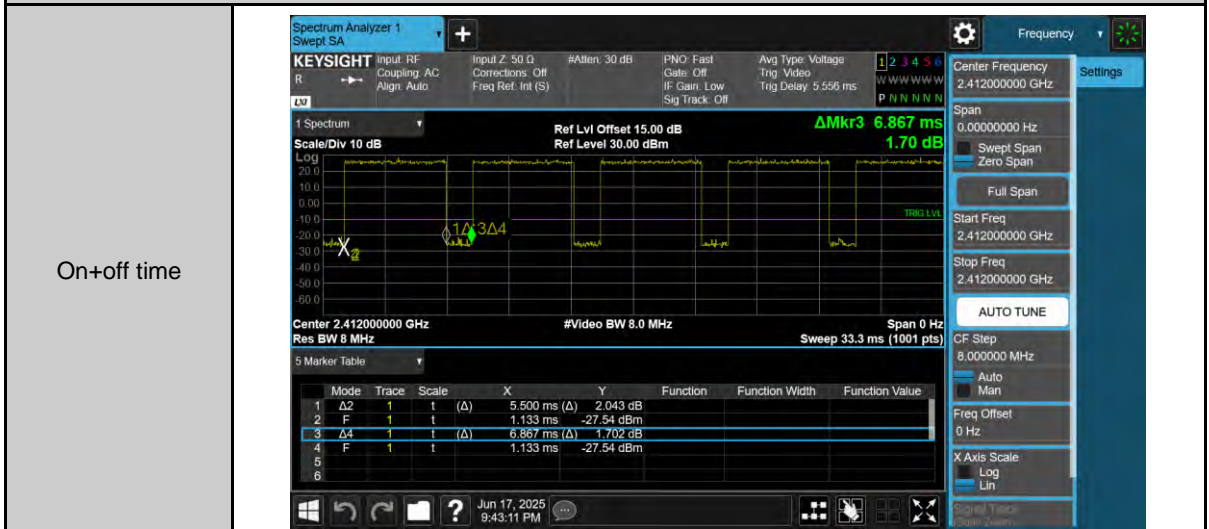 On+off time
Spectrum Analyzer 1
Swept SA
+
Frequency
KEYSIGHT
R
LXI
Input: RF
Coupling: AC
Align: Auto
Input Z: 50 Ω
Corrections: Off
Freq Ref: Int (S)
#Atten: 30 dB
PNO: Fast
Gate: Off
IF Gain: Low
Sig Track: Off
Avg Type: Voltage
Trig: Video
Trig Delay: 5.556 ms
1 2 3 4 5 6
W W W W W W
P N N N N N
1 Spectrum
Scale/Div 10 dB
Ref Lvl Offset 15.00 dB
Ref Level 30.00 dBm
ΔMkr3 6.867 ms
1.70 dB
Log
20.0
10.0
0.00
-10.0
-20.0
-30.0
-40.0
-50.0
-60.0
TRIG LVL
3Δ4
Center 2.412000000 GHz
Res BW 8 MHz
#Video BW 8.0 MHz
Span 0 Hz
Sweep 33.3 ms (1001 pts)
5 Marker Table
Mode Trace Scale X Y Function Function Width Function Value
1 Δ2 1 t (Δ) 5.500 ms (Δ) 2.043 dB
2 F 1 t 1.133 ms -27.54 dBm
3 Δ4 1 t (Δ) 6.867 ms (Δ) 1.702 dB
4 F 1 t 1.133 ms -27.54 dBm
5
6
?
Jun 17, 2025
9:43:11 PM
Center Frequency
2.412000000 GHz
Span
0.00000000 Hz
Swept Span
Zero Span
Full Span
Start Freq
2.412000000 GHz
Stop Freq
2.412000000 GHz
AUTO TUNE
CF Step
8.000000 MHz
Auto
Man
Freq Offset
0 Hz
X Axis Scale
Log
Lin
Signal Track
(Span Zoom)
Settings